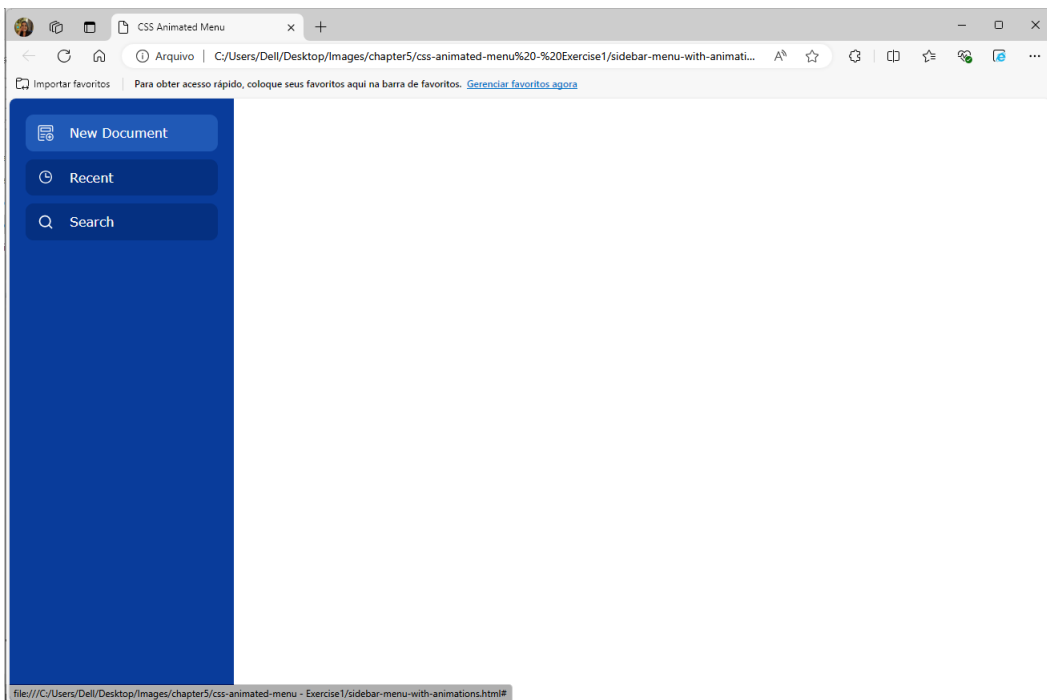 CSS Animated Menu
Arquivo | C:/Users/Dell/Desktop/Images/chapter5/css-animated-menu%20-%20Exercise1/sidebar-menu-with-animati...
Importar favoritos | Para obter acesso rápido, coloque seus favoritos aqui na barra de favoritos. Gerenciar favoritos agora
New Document
Recent
Search
file:///C:/Users/Dell/Desktop/Images/chapter5/css-animated-menu - Exercise1/sidebar-menu-with-animations.html#